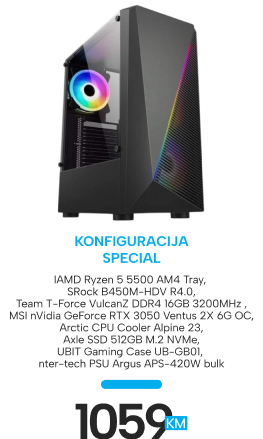 KONFIGURACIJA
SPECIAL
IAMD Ryzen 5 5500 AM4 Tray,
SRock B450M-HDV R4.0,
Team T-Force VulcanZ DDR4 16GB 3200MHz ,
MSI nVidia GeForce RTX 3050 Ventus 2X 6G OC,
Arctic CPU Cooler Alpine 23,
Axle SSD 512GB M.2 NVMe,
UBIT Gaming Case UB-GB01,
nter-tech PSU Argus APS-420W bulk
1059 KM